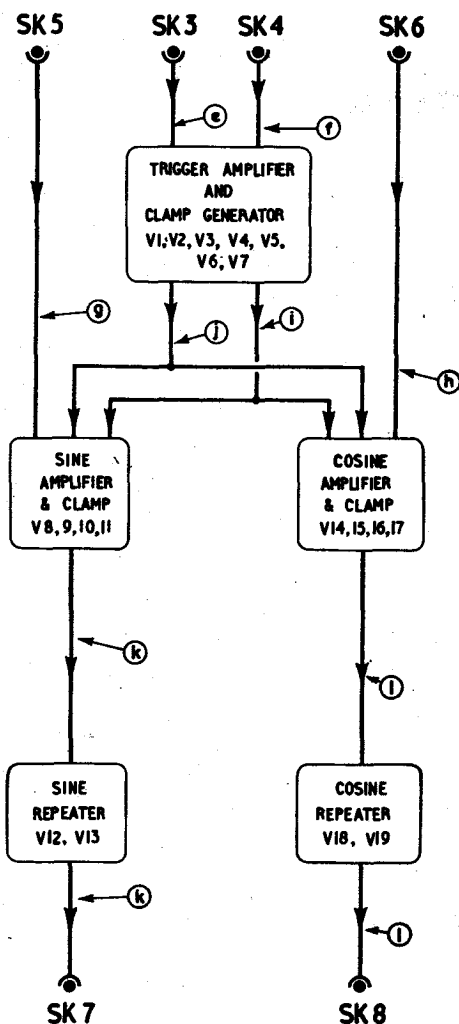 SK5 SK3 SK4 SK6
e
f
TRIGGER AMPLIFIER
AND
CLAMP GENERATOR
V1, V2, V3, V4, V5,
V6, V7
g
j
i
h
SINE
AMPLIFIER
& CLAMP
V8, 9, 10, 11
COSINE
AMPLIFIER
& CLAMP
V14, 15, 16, 17
k
l
SINE
REPEATER
V12, V13
COSINE
REPEATER
V18, V19
k
l
SK7
SK8